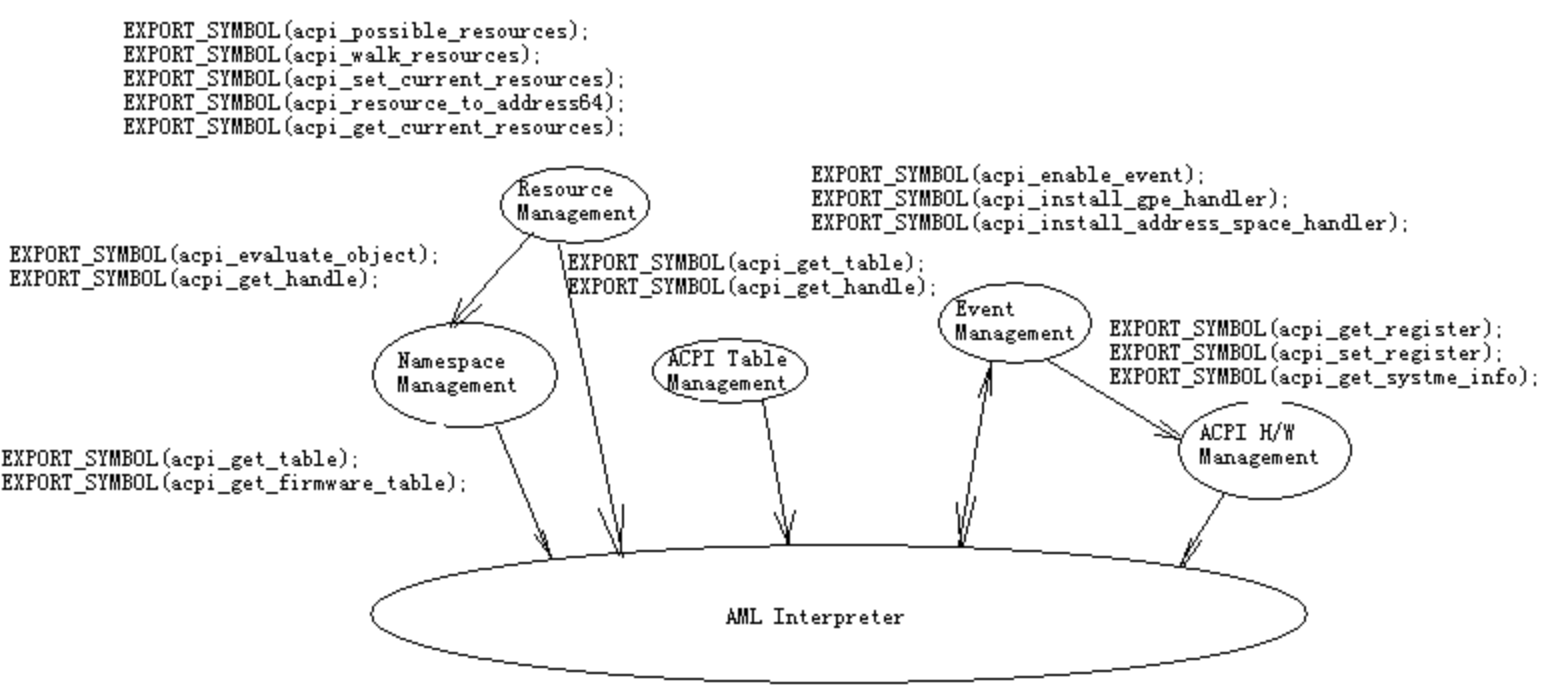 EXPORT_SYMBOL(acpi_possible_resources);
EXPORT_SYMBOL(acpi_walk_resources);
EXPORT_SYMBOL(acpi_set_current_resources);
EXPORT_SYMBOL(acpi_resource_to_address64);
EXPORT_SYMBOL(acpi_get_current_resources);
Resource
Management
EXPORT_SYMBOL(acpi_enable_event);
EXPORT_SYMBOL(acpi_install_gpe_handler);
EXPORT_SYMBOL(acpi_install_address_space_handler);
EXPORT_SYMBOL(acpi_evaluate_object);
EXPORT_SYMBOL(acpi_get_handle);
EXPORT_SYMBOL(acpi_get_table);
EXPORT_SYMBOL(acpi_get_handle);
Event
Management
EXPORT_SYMBOL(acpi_get_register);
EXPORT_SYMBOL(acpi_set_register);
EXPORT_SYMBOL(acpi_get_systme_info);
Namespace
Management
ACPI Table
Management
ACPI H/W
Management
EXPORT_SYMBOL(acpi_get_table);
EXPORT_SYMBOL(acpi_get_firmware_table);
AML Interpreter